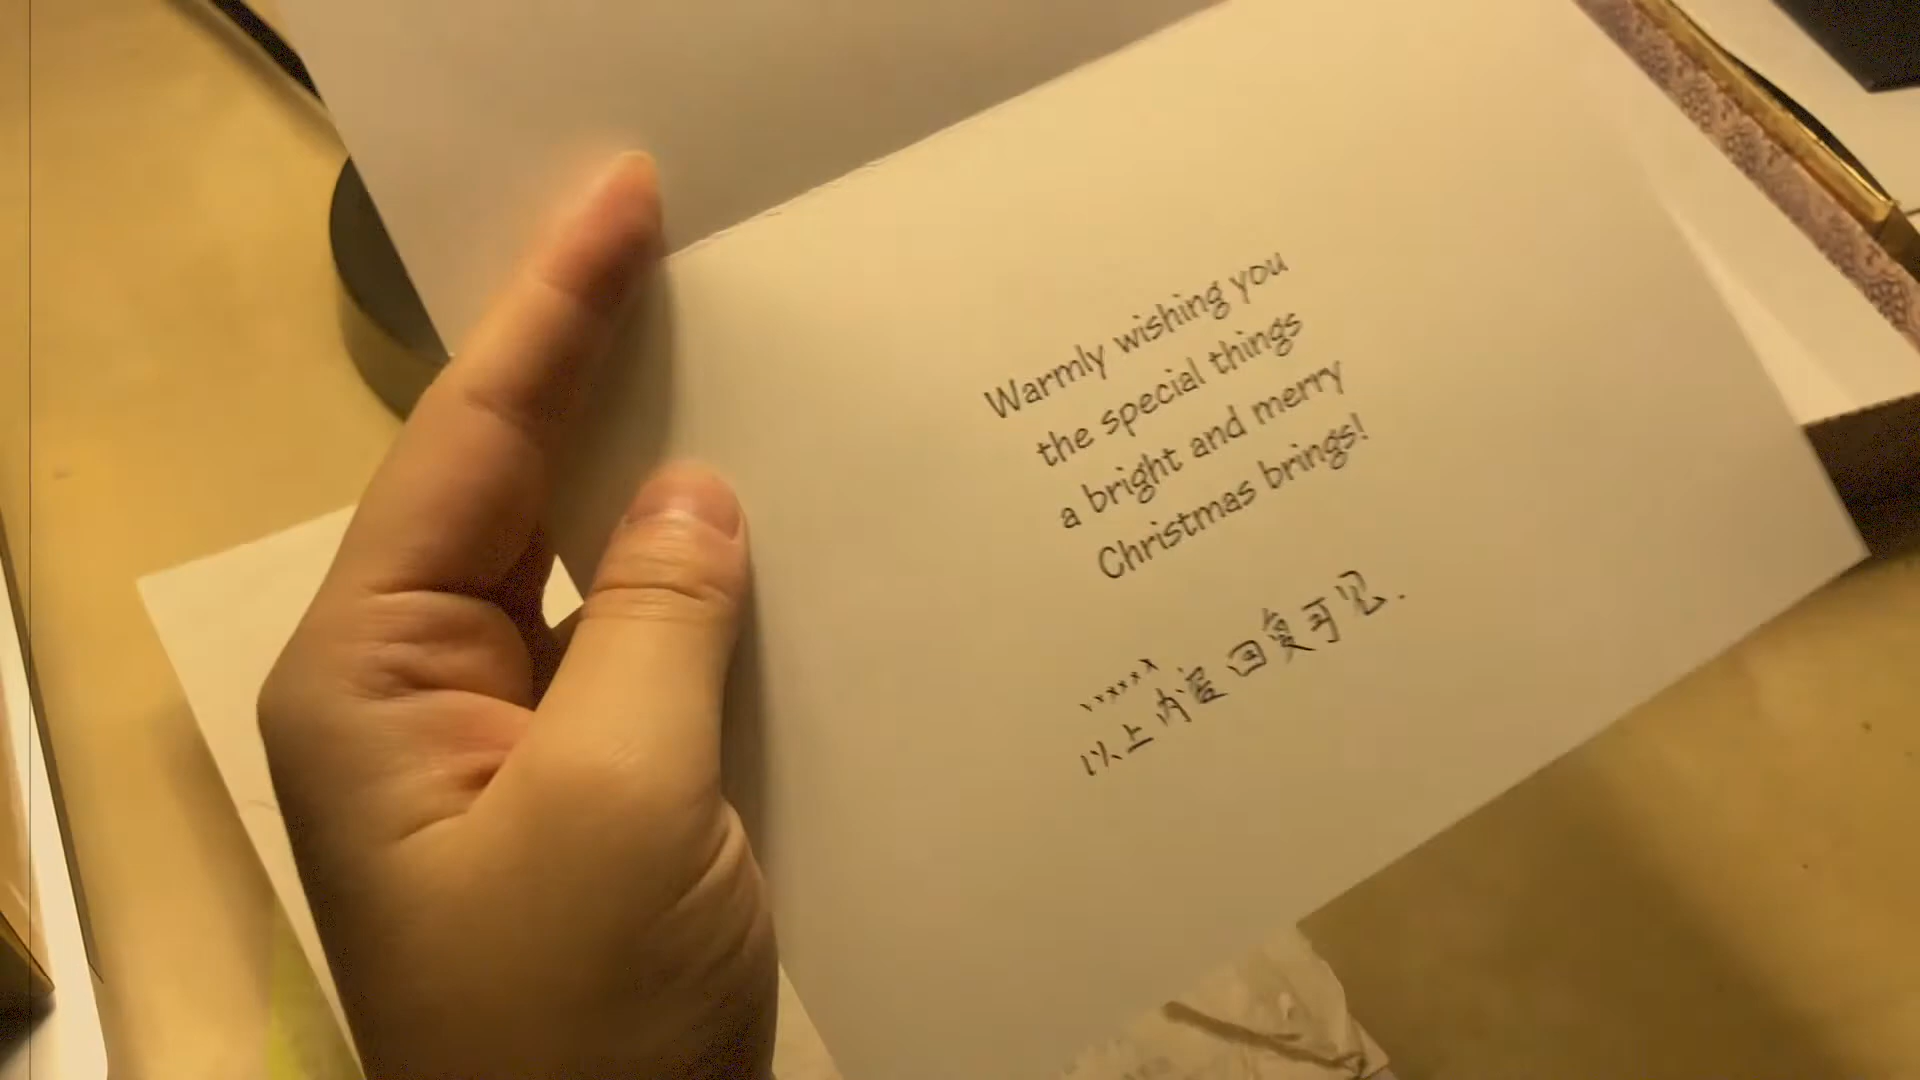 Warmly wishing you
the special things
a bright and merry
Christmas brings!
xxxxxx
以上内容回复可见.